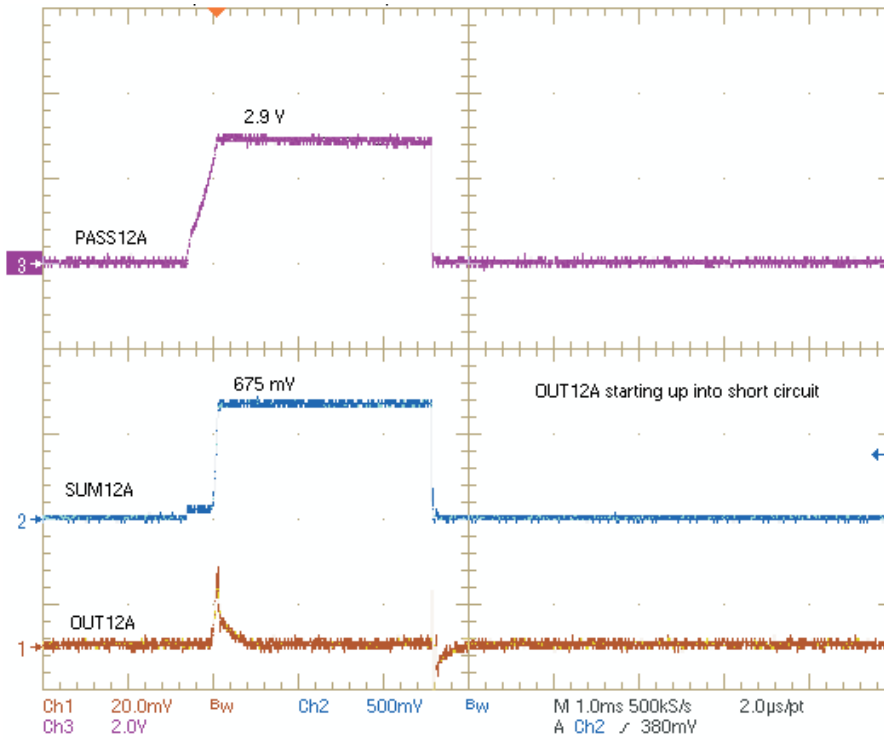 2.9 V
PASS12A
3
675 mV
OUT12A starting up into short circuit
SUM12A
2
OUT12A
1
Ch1 20.0mV BW Ch2 500mV BW M 1.0ms 500kS/s 2.0µs/pt
Ch3 2.0V A Ch2 ∕ 380mV